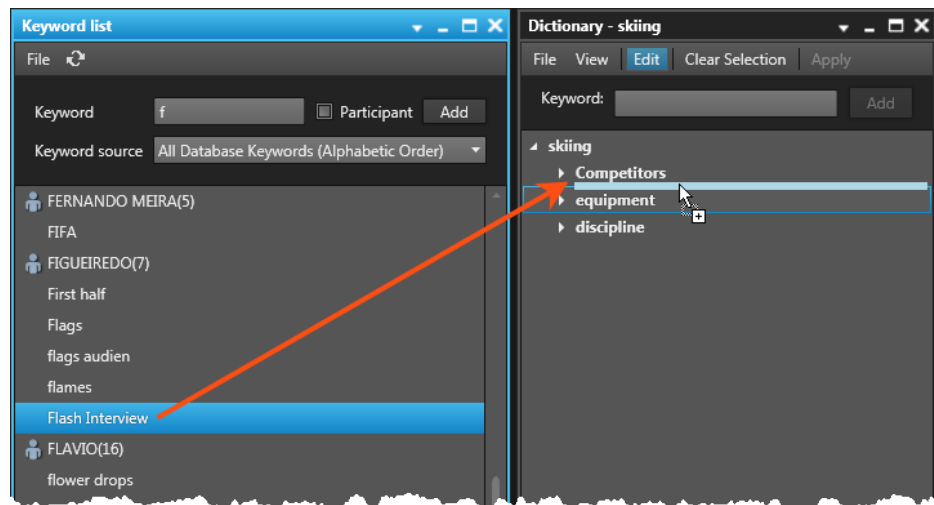 Keyword list
File
Keyword f Participant Add
Keyword source All Database Keywords (Alphabetic Order)
FERNANDO MEIRA(5)
FIFA
FIGUEIREDO(7)
First half
Flags
flags audien
flames
Flash Interview
FLAVIO(16)
flower drops
Dictionary - skiing
File View Edit Clear Selection Apply
Keyword: Add
skiing
Competitors
equipment
discipline